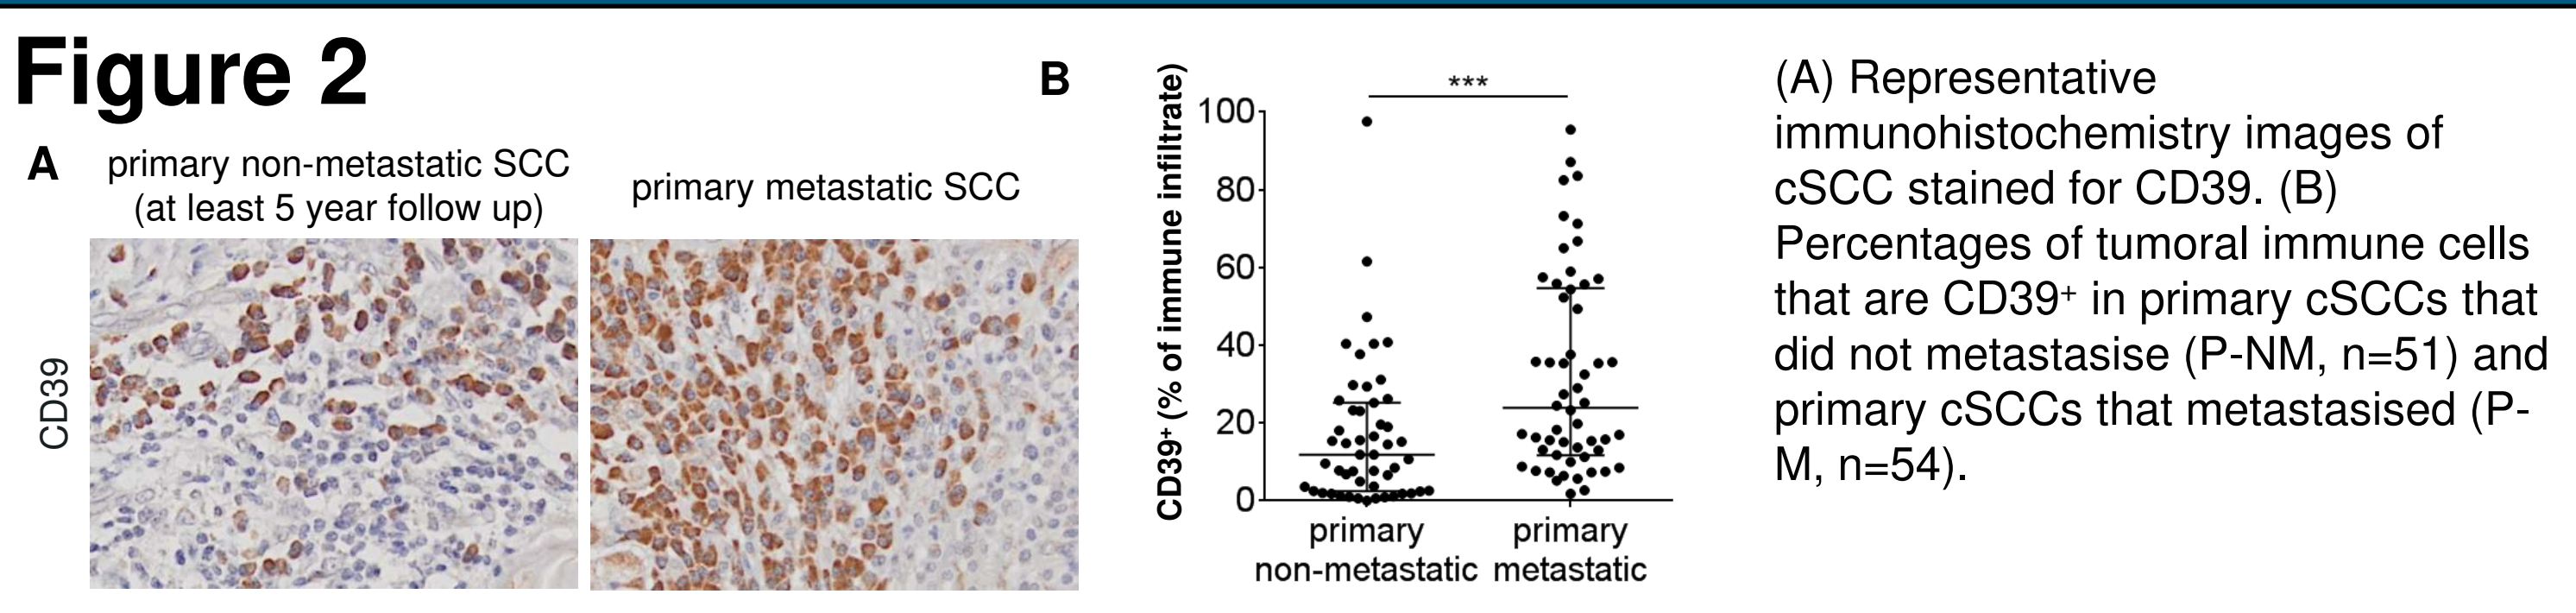 Figure 2
A
primary non-metastatic SCC
(at least 5 year follow up)
primary metastatic SCC
CD39
B
CD39⁺ (% of immune infiltrate)
***
100
80
60
40
20
0
primary
non-metastatic
primary
metastatic
(A) Representative
immunohistochemistry images of
cSCC stained for CD39. (B)
Percentages of tumoral immune cells
that are CD39⁺ in primary cSCCs that
did not metastasise (P-NM, n=51) and
primary cSCCs that metastasised (P-
M, n=54).